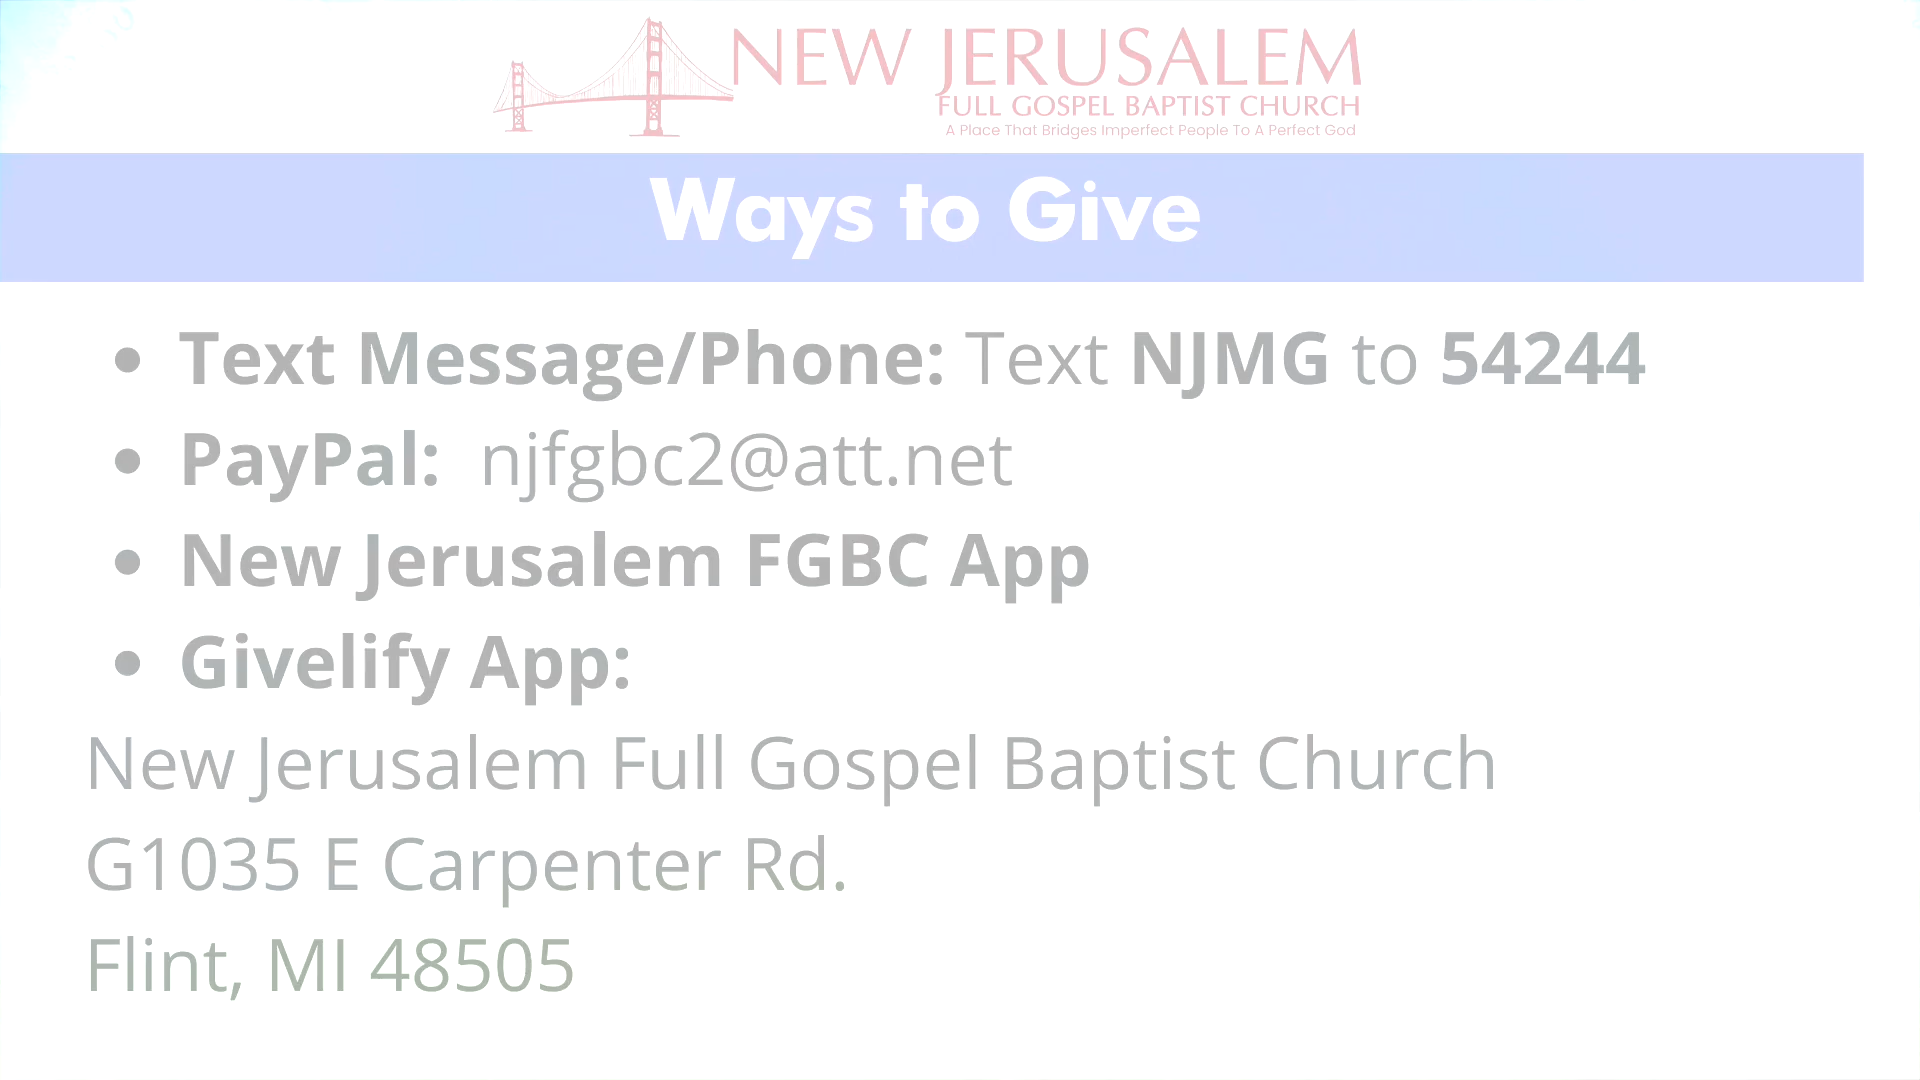 NEW JERUSALEM
FULL GOSPEL BAPTIST CHURCH
A Place That Bridges Imperfect People To A Perfect God
Ways to Give
• Text Message/Phone: Text NJMG to 54244
• PayPal: njfgbc2@att.net
• New Jerusalem FGBC App
• Givelify App:
New Jerusalem Full Gospel Baptist Church
G1035 E Carpenter Rd.
Flint, MI 48505